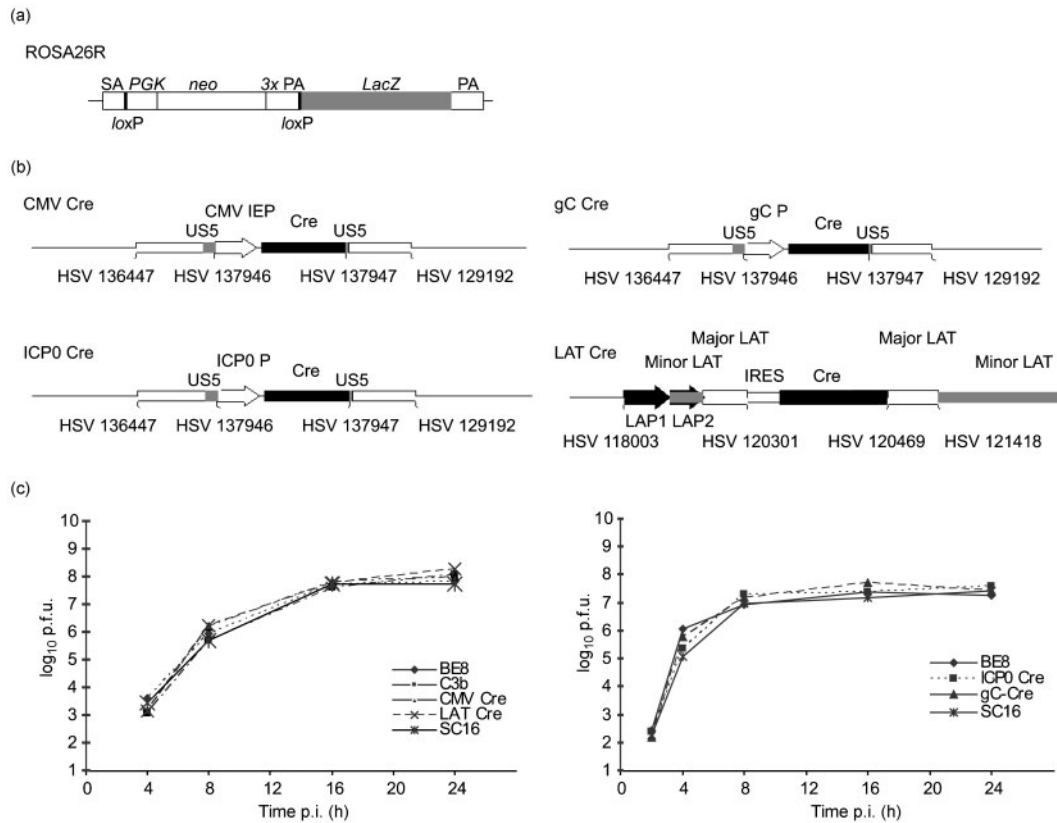 (a)
ROSA26R
SA PGK neo 3x PA LacZ PA
loxP loxP
(b)
CMV Cre
CMV IEP
US5 Cre US5
HSV 136447 HSV 137946 HSV 137947 HSV 129192
gC Cre
gC P
US5 Cre US5
HSV 136447 HSV 137946 HSV 137947 HSV 129192
ICP0 Cre
ICP0 P
US5 Cre US5
HSV 136447 HSV 137946 HSV 137947 HSV 129192
Major LAT Major LAT
LAT Cre Minor LAT IRES Cre Minor LAT
LAP1 LAP2
HSV 118003 HSV 120301 HSV 120469 HSV 121418
(c)
log10 p.f.u.
10
9
8
7
6
5
4
3
2
1
0 4 8 12 16 20 24
Time p.i. (h)
BE8
C3b
CMV Cre
LAT Cre
SC16
log10 p.f.u.
10
9
8
7
6
5
4
3
2
1
0 4 8 12 16 20 24
Time p.i. (h)
BE8
ICP0 Cre
gC-Cre
SC16